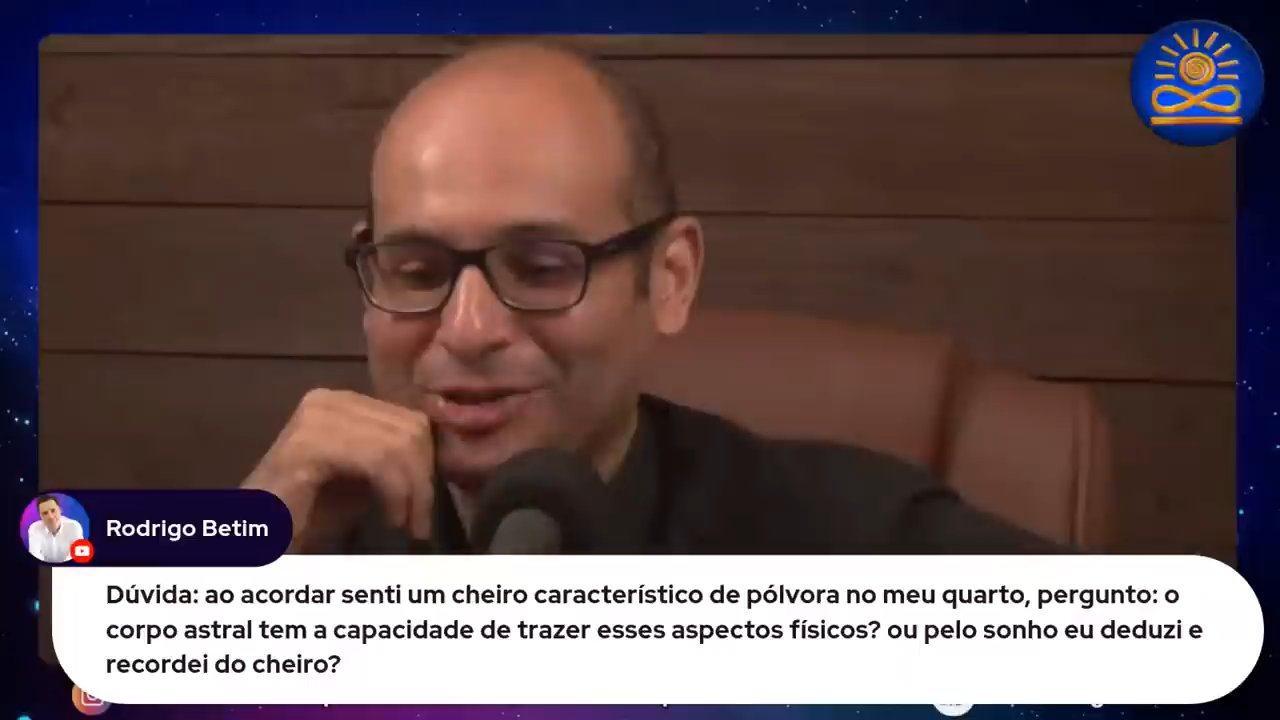 Rodrigo Betim
Dúvida: ao acordar senti um cheiro característico de pólvora no meu quarto, pergunto: o
corpo astral tem a capacidade de trazer esses aspectos físicos? ou pelo sonho eu deduzi e
recordei do cheiro?